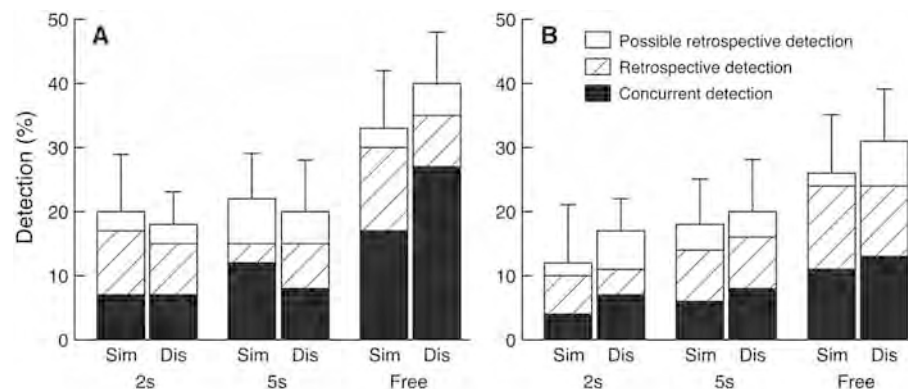 A
50
40
30
20
10
0
Detection (%)
Sim Dis Sim Dis Sim Dis
2s 5s Free
B
50
40
30
20
10
0
Possible retrospective detection
Retrospective detection
Concurrent detection
Sim Dis Sim Dis Sim Dis
2s 5s Free